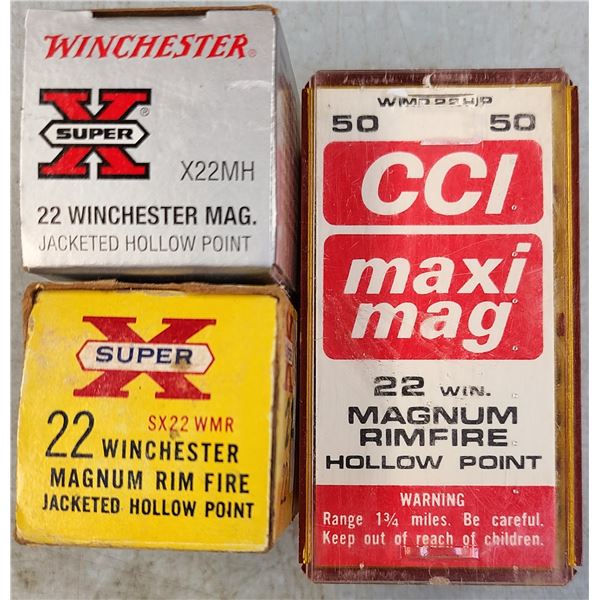 WINCHESTER
X
SUPER
X22MH
22 WINCHESTER MAG.
JACKETED HOLLOW POINT
X
SUPER
SX22 WMR
22 WINCHESTER
MAGNUM RIM FIRE
JACKETED HOLLOW POINT
50 50
CCI
maxi
mag
22 WIN.
MAGNUM
RIMFIRE
HOLLOW POINT
WARNING
Range 1¾ miles. Be careful.
Keep out of reach of children.